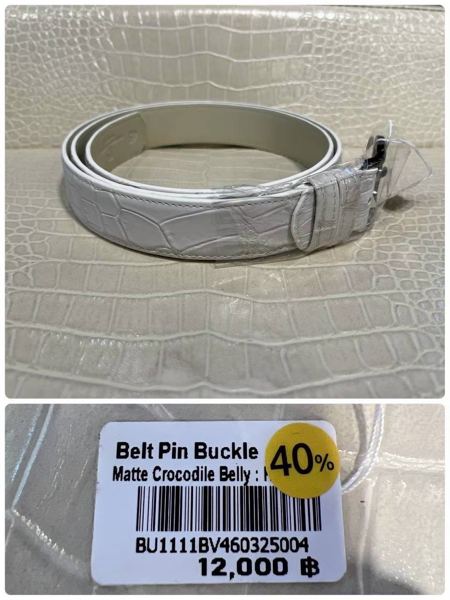 Belt Pin Buckle
40%
Matte Crocodile Belly :
BU1111BV460325004
12,000 ฿